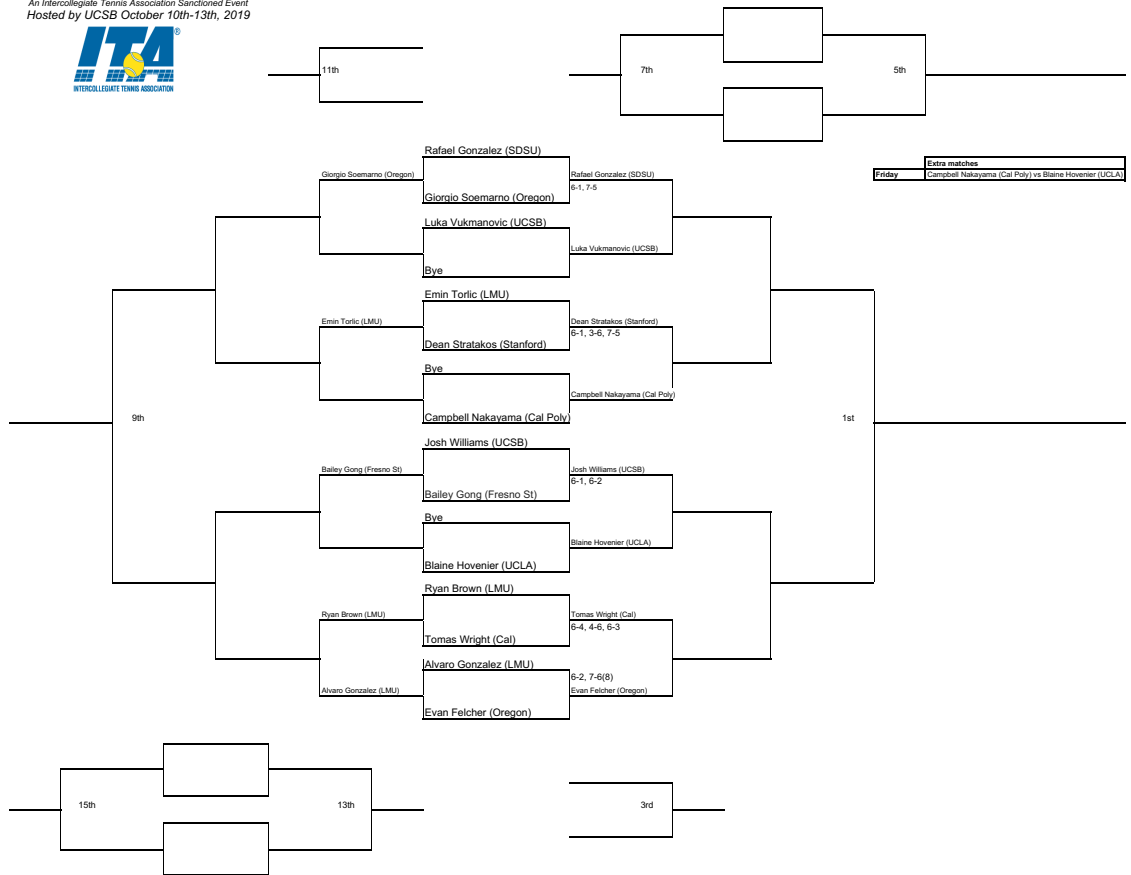 An Intercollegiate Tennis Association Sanctioned Event
Hosted by UCSB October 10th-13th, 2019
ITA®
INTERCOLLEGIATE TENNIS ASSOCIATION
11th
7th
5th
Extra matches
Friday Campbell Nakayama (Cal Poly) vs Blaine Hovenier (UCLA)
Rafael Gonzalez (SDSU)
Giorgio Soemarno (Oregon)
Rafael Gonzalez (SDSU)
6-1, 7-5
Giorgio Soemarno (Oregon)
Luka Vukmanovic (UCSB)
Luka Vukmanovic (UCSB)
Bye
Emin Torlic (LMU)
Emin Torlic (LMU)
Dean Stratakos (Stanford)
6-1, 3-6, 7-5
Dean Stratakos (Stanford)
Bye
Campbell Nakayama (Cal Poly)
Campbell Nakayama (Cal Poly)
9th
1st
Josh Williams (UCSB)
Bailey Gong (Fresno St)
Josh Williams (UCSB)
6-1, 6-2
Bailey Gong (Fresno St)
Bye
Blaine Hovenier (UCLA)
Blaine Hovenier (UCLA)
Ryan Brown (LMU)
Ryan Brown (LMU)
Tomas Wright (Cal)
6-4, 4-6, 6-3
Tomas Wright (Cal)
Alvaro Gonzalez (LMU)
6-2, 7-6(8)
Alvaro Gonzalez (LMU)
Evan Felcher (Oregon)
Evan Felcher (Oregon)
15th
13th
3rd